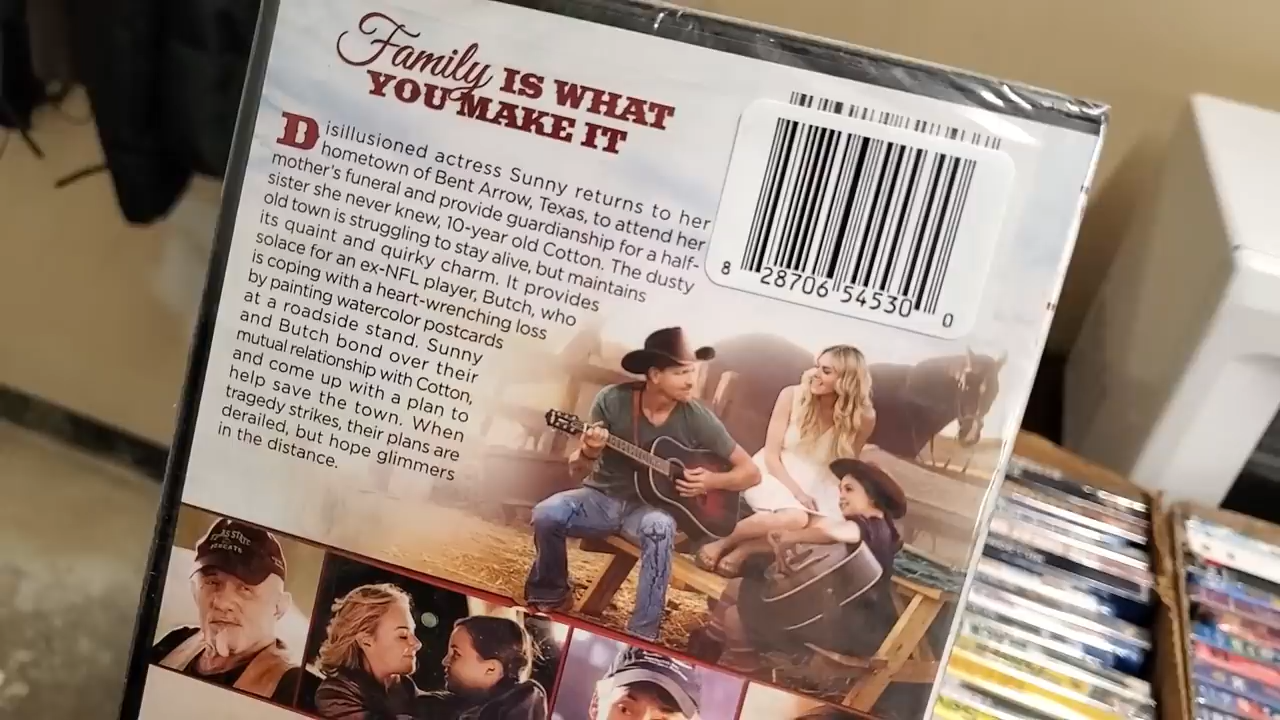 Family IS WHAT
YOU MAKE IT
Disillusioned actress Sunny returns to her
hometown of Bent Arrow, Texas, to attend her
mother's funeral and provide guardianship for a half-
sister she never knew, 10-year old Cotton. The dusty
old town is struggling to stay alive, but maintains
its quaint and quirky charm. It provides
solace for an ex-NFL player, Butch, who
is coping with a heart-wrenching loss
by painting watercolor postcards
at a roadside stand. Sunny
and Butch bond over their
mutual relationship with Cotton,
and come up with a plan to
help save the town. When
tragedy strikes, their plans are
derailed, but hope glimmers
in the distance.
8 28706 54530 0
STATE
BOBCATS